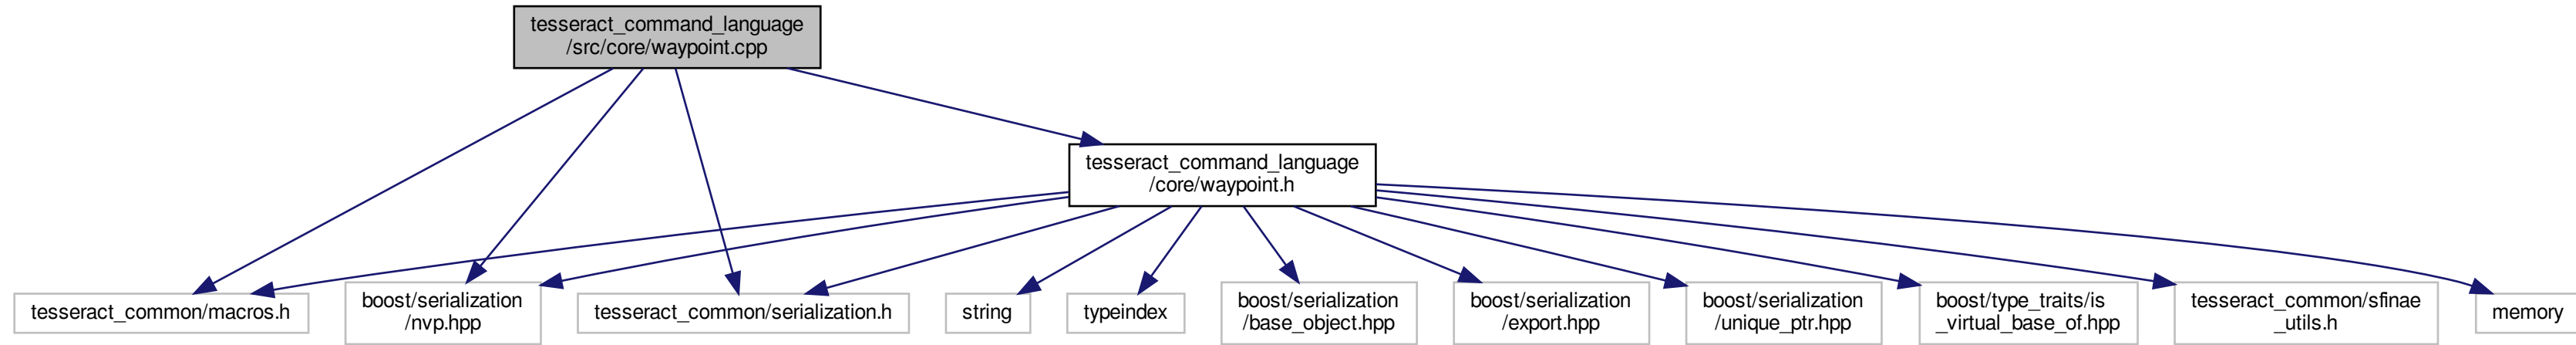 tesseract_command_language
/src/core/waypoint.cpp
tesseract_command_language
/core/waypoint.h
tesseract_common/macros.h
boost/serialization
/nvp.hpp
tesseract_common/serialization.h
string
typeindex
boost/serialization
/base_object.hpp
boost/serialization
/export.hpp
boost/serialization
/unique_ptr.hpp
boost/type_traits/is
_virtual_base_of.hpp
tesseract_common/sfinae
_utils.h
memory